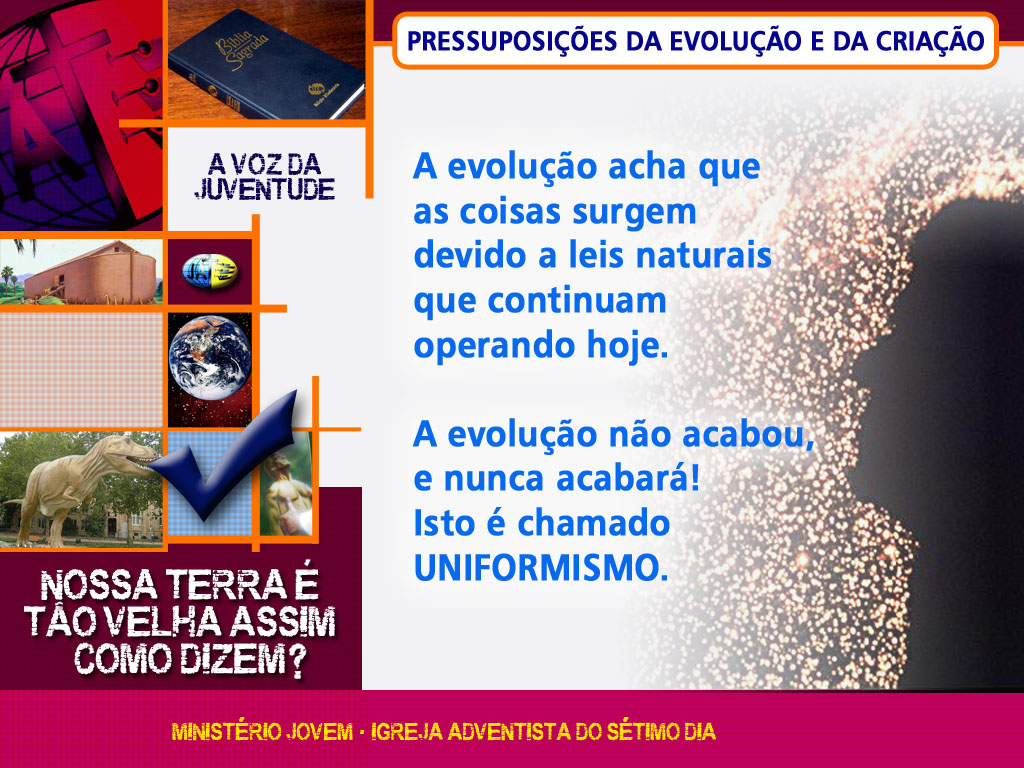 PRESSUPOSIÇÕES DA EVOLUÇÃO E DA CRIAÇÃO
Bíblia
Sagrada
A VOZ DA
JUVENTUDE
A evolução acha que
as coisas surgem
devido a leis naturais
que continuam
operando hoje.
A evolução não acabou,
e nunca acabará!
Isto é chamado
UNIFORMISMO.
NOSSA TERRA É
TÃO VELHA ASSIM
COMO DIZEM?
MINISTÉRIO JOVEM - IGREJA ADVENTISTA DO SÉTIMO DIA